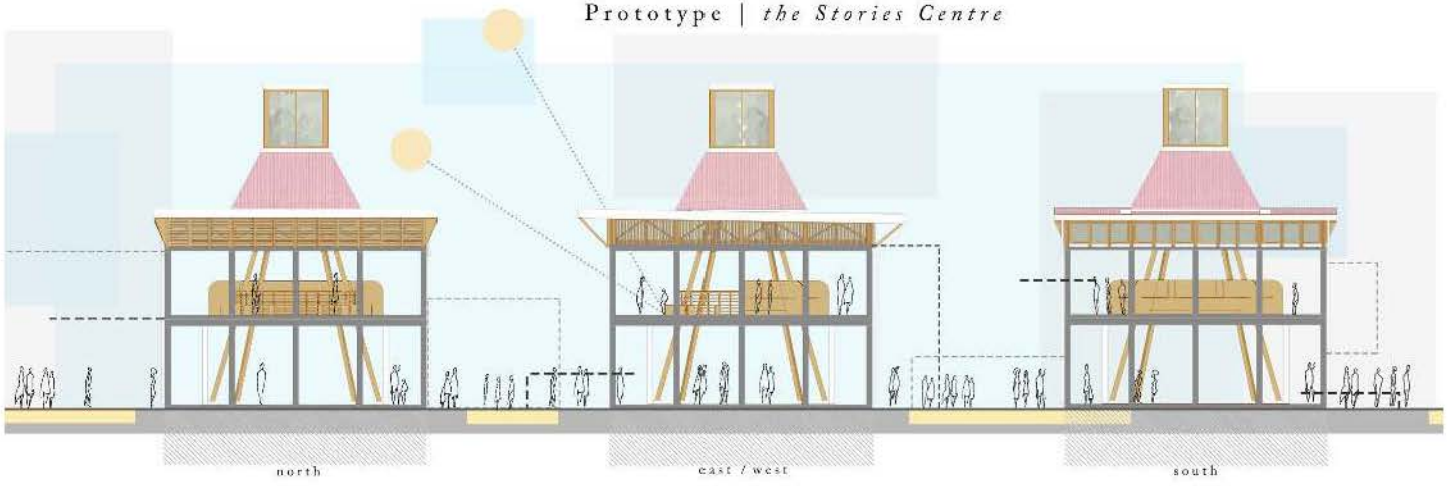 Prototype | the Stories Centre
north
east / west
south